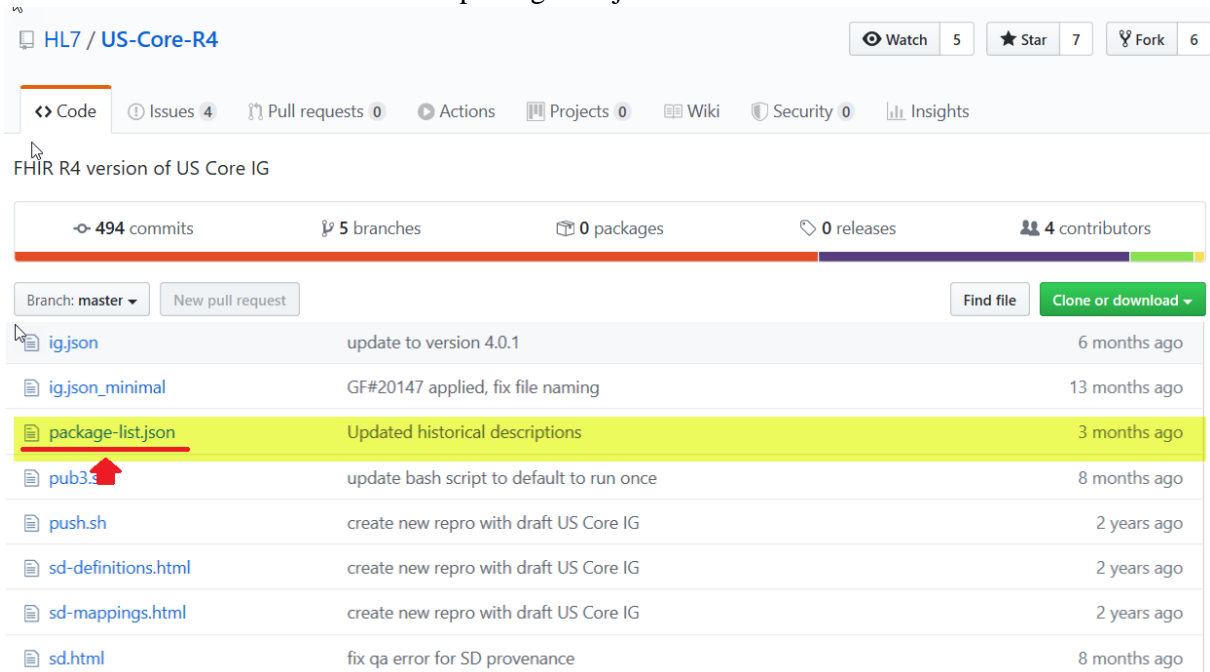 HL7 / US-Core-R4 Watch 5 Star 7 Fork 6
Code Issues 4 Pull requests 0 Actions Projects 0 Wiki Security 0 Insights
FHIR R4 version of US Core IG
494 commits 5 branches 0 packages 0 releases 4 contributors
Branch: master New pull request Find file Clone or download
ig.json update to version 4.0.1 6 months ago
ig.json_minimal GF#20147 applied, fix file naming 13 months ago
package-list.json Updated historical descriptions 3 months ago
update bash script to default to run once 8 months ago
push.sh create new repro with draft US Core IG 2 years ago
sd-definitions.html create new repro with draft US Core IG 2 years ago
sd-mappings.html create new repro with draft US Core IG 2 years ago
sd.html fix qa error for SD provenance 8 months ago